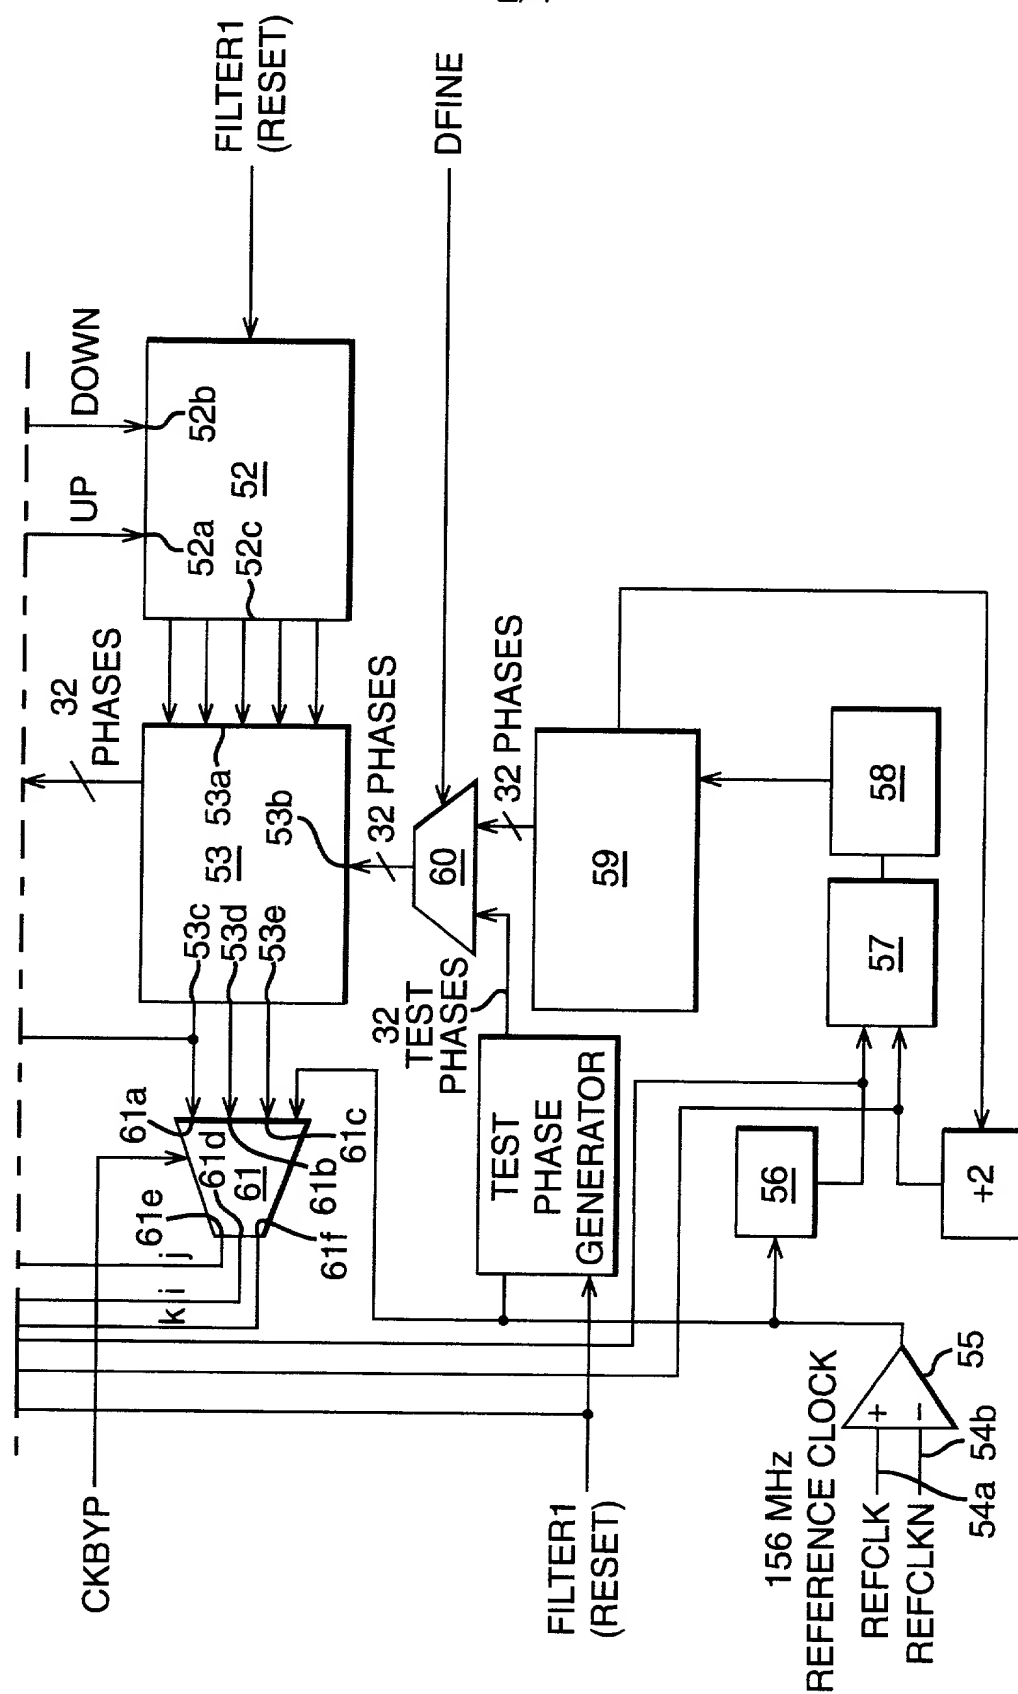 FILTER1
(RESET)
DFINE
DOWN
UP
52b
52
52a
52c
32
PHASES
53a
53
53b
53c
53d
53e
32 PHASES
60
32 PHASES
59
58
57
32
TEST
PHASES
TEST
PHASE
GENERATOR
61a
61d
61
61b
61c
61e
61f
j
i
k
56
+2
CKBYP
FILTER1
(RESET)
156 MHz
REFERENCE CLOCK
REFCLK
REFCLKN
54a
54b
55
+
−